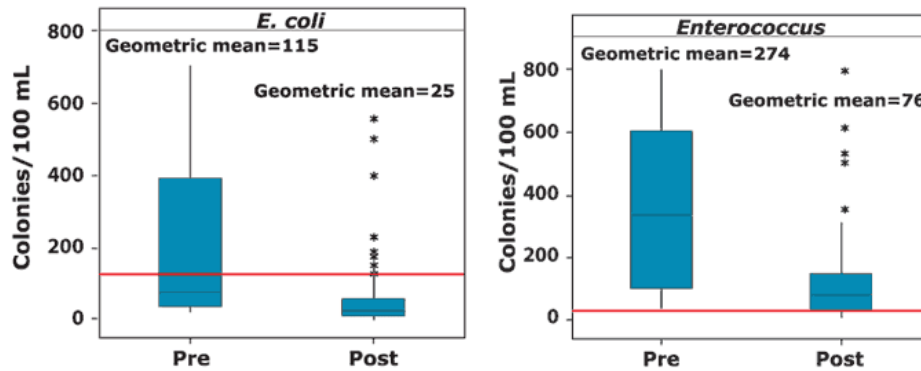 E. coli
800
Geometric mean=115
600
Geometric mean=25
400
200
0
Colonies/100 mL
Pre Post
Enterococcus
Geometric mean=274
800
Geometric mean=76
600
400
200
0
Colonies/100 mL
Pre Post